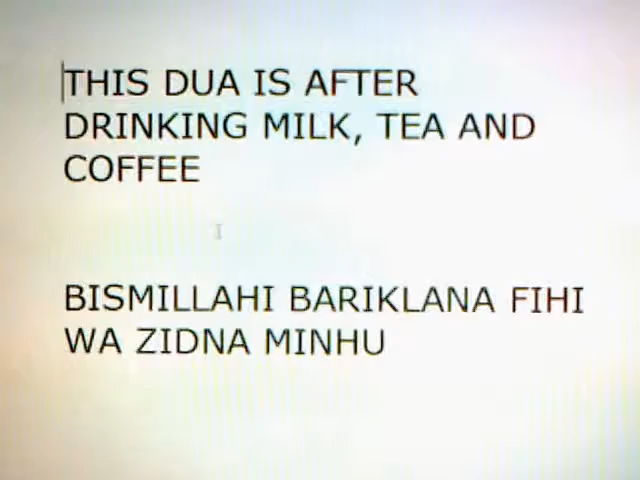 THIS DUA IS AFTER
DRINKING MILK, TEA AND
COFFEE
BISMILLAHI BARIKLANA FIHI
WA ZIDNA MINHU